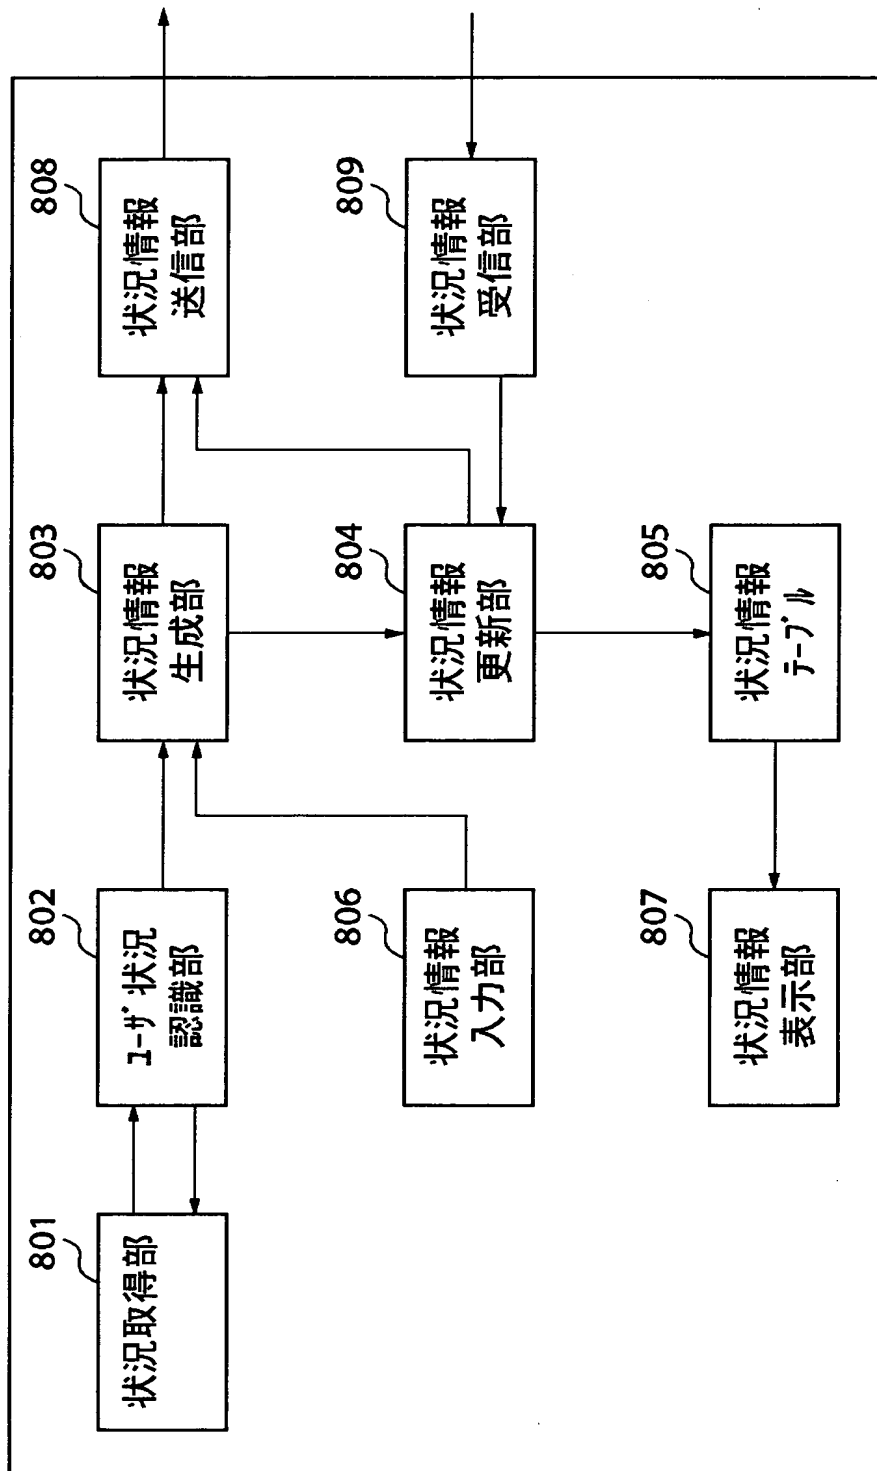 801
状況取得部
802
ﾕｰｻﾞ状況
認識部
803
状況情報
生成部
808
状況情報
送信部
806
状況情報
入力部
804
状況情報
更新部
809
状況情報
受信部
807
状況情報
表示部
805
状況情報
ﾃｰﾌﾞﾙ